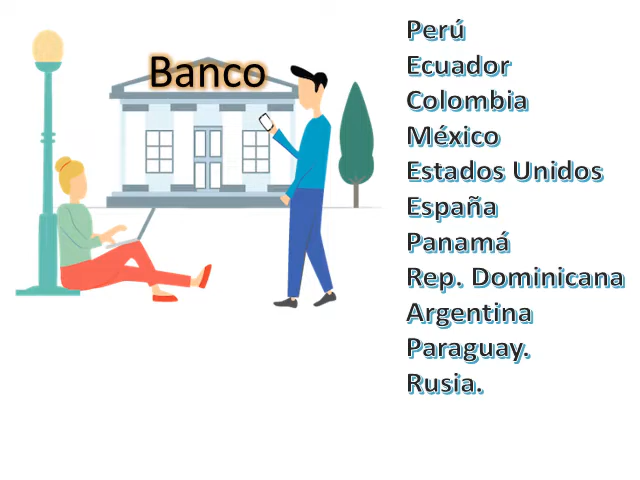 Banco
Perú
Ecuador
Colombia
México
Estados Unidos
España
Panamá
Rep. Dominicana
Argentina
Paraguay.
Rusia.